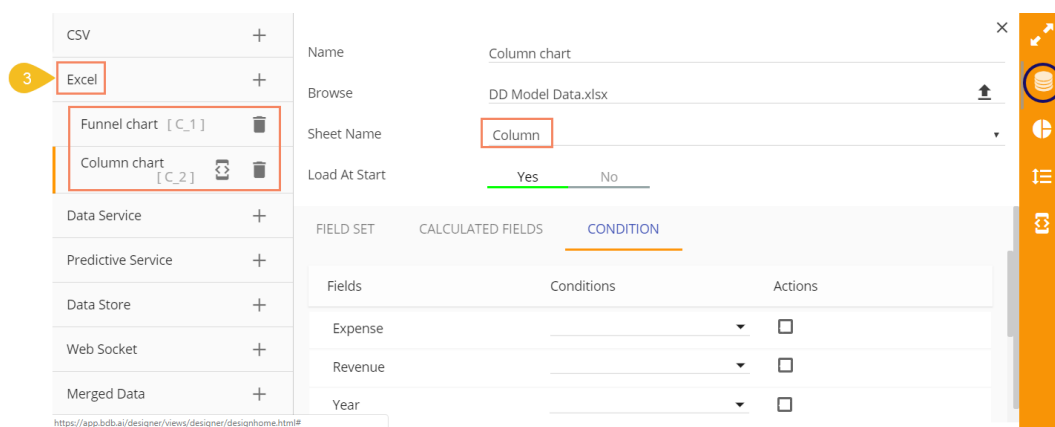 CSV +
3
Excel +
Funnel chart [ C_1 ]
Column chart
[ C_2 ]
Data Service +
Predictive Service +
Data Store +
Web Socket +
Merged Data +
https://app.bdb.ai/designer/views/designer/designhome.html#
Name Column chart
Browse DD Model Data.xlsx
Sheet Name Column
Load At Start Yes No
FIELD SET CALCULATED FIELDS CONDITION
Fields Conditions Actions
Expense
Revenue
Year